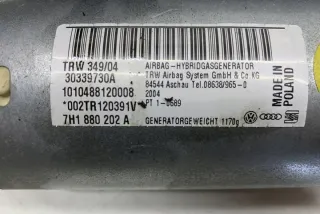 TRW 349/04
30339730A
1010488120008
*002TR120391V*
7H1 880 202 A
AIRBAG-HYBRIDGASGENERATOR
TRW Airbag System GmbH & Co KG
84544 Aschau Tel.08638/965-0
2004
PT 1-0689
GENERATORGEWICHT 1170g
MADE IN
POLAND